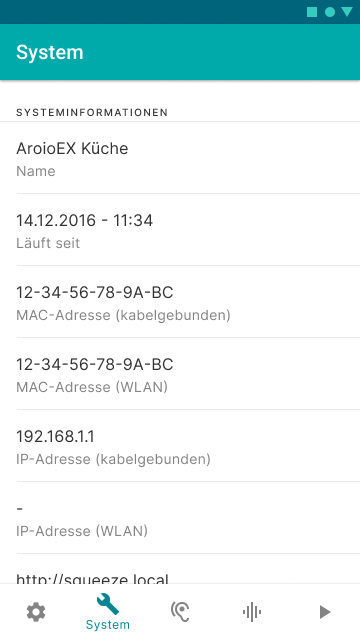 System
SYSTEMINFORMATIONEN
AroioEX Küche
Name
14.12.2016 - 11:34
Läuft seit
12-34-56-78-9A-BC
MAC-Adresse (kabelgebunden)
12-34-56-78-9A-BC
MAC-Adresse (WLAN)
192.168.1.1
IP-Adresse (kabelgebunden)
-
IP-Adresse (WLAN)
http://squeeze.local
System